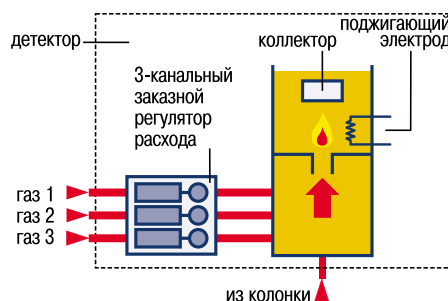 детектор
поджигающий
электрод
коллектор
3-канальный
заказной
регулятор
расхода
газ 1
газ 2
газ 3
из колонки